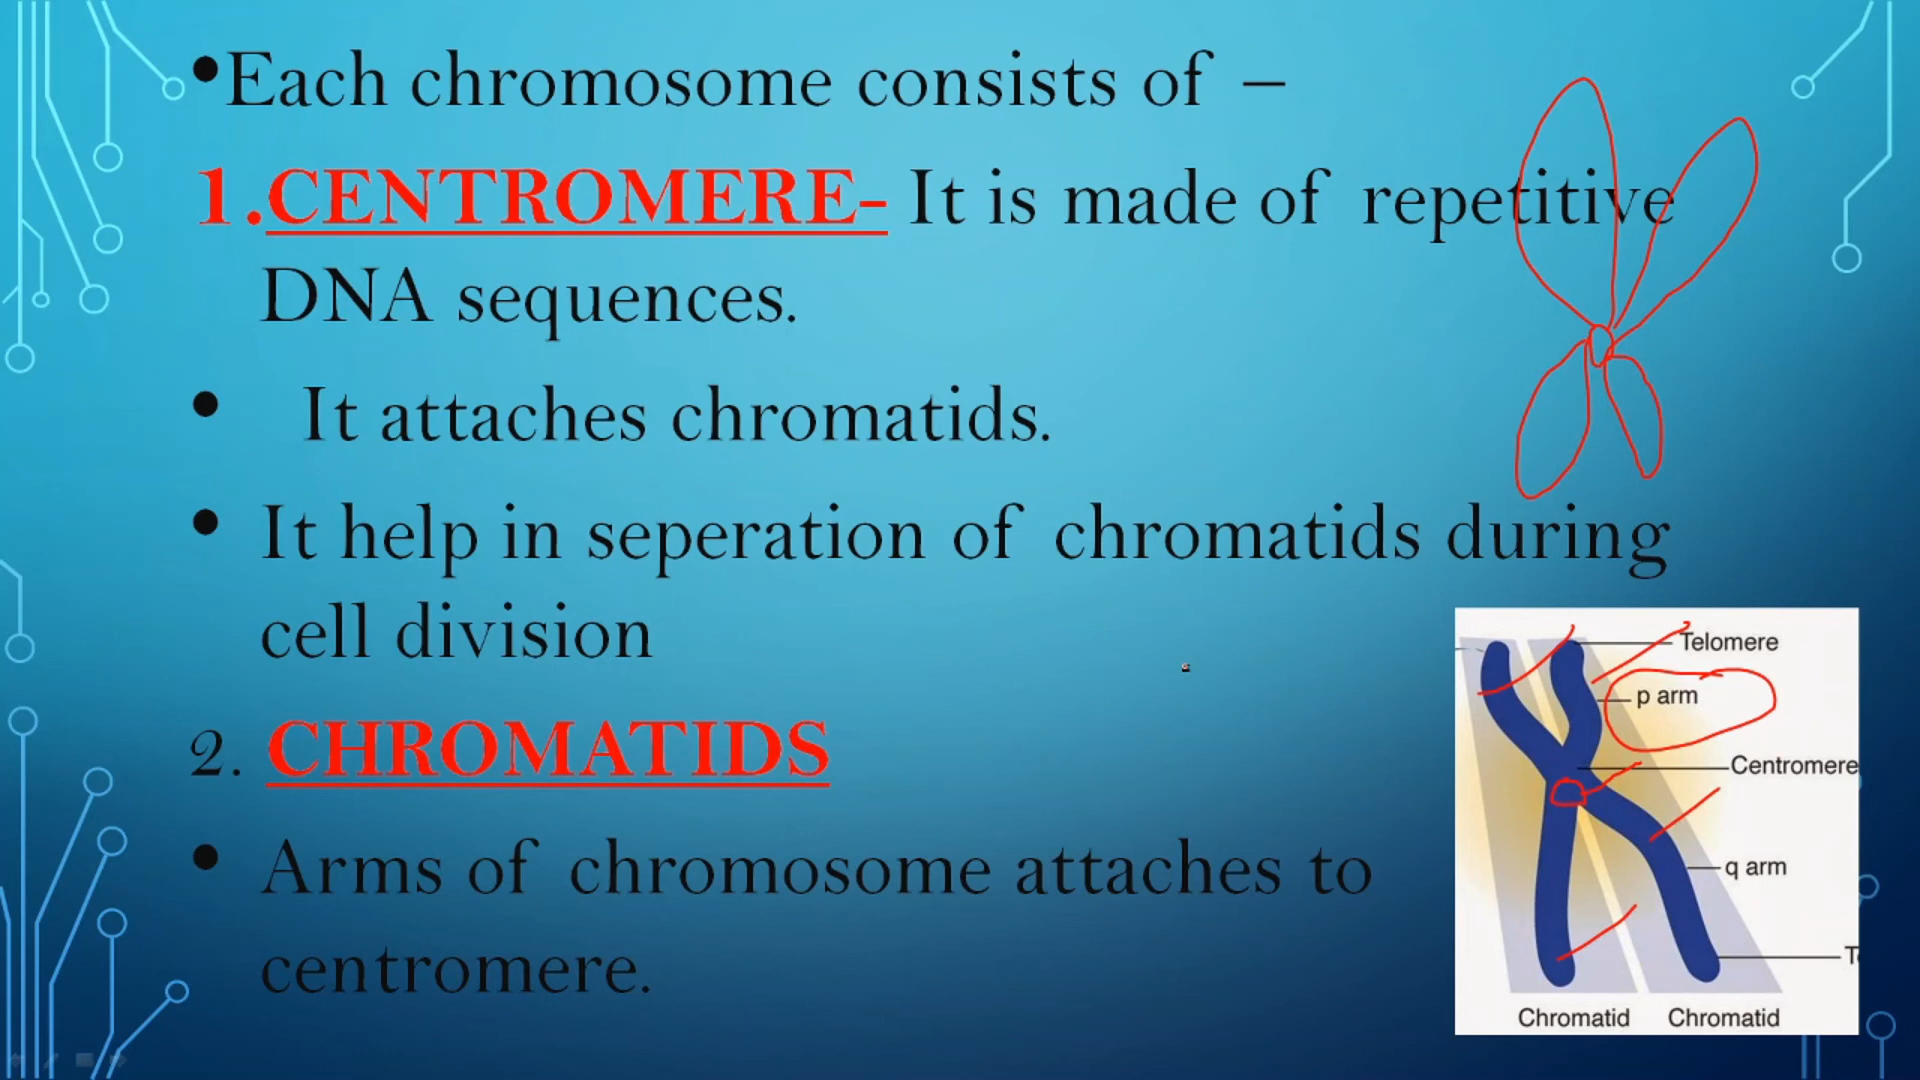 •Each chromosome consists of –
1.CENTROMERE- It is made of repetitive
DNA sequences.
• It attaches chromatids.
• It help in seperation of chromatids during
cell division
2. CHROMATIDS
• Arms of chromosome attaches to
centromere.
Telomere
p arm
Centromere
q arm
Chromatid Chromatid